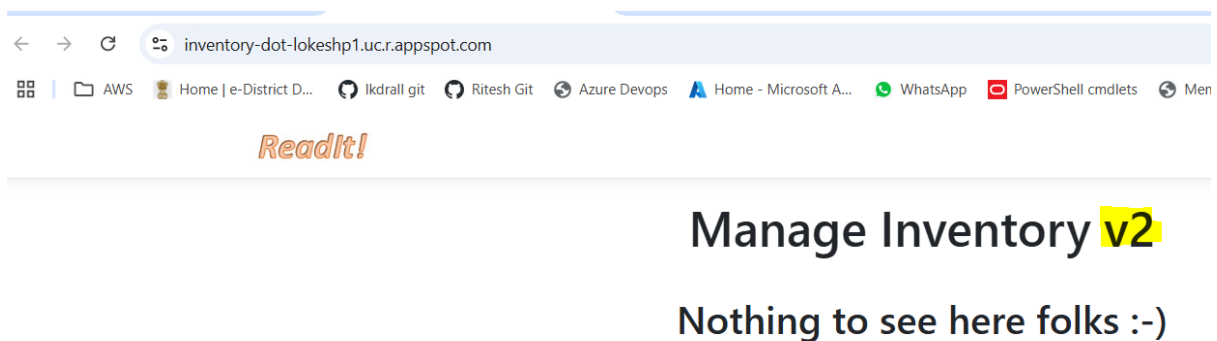 inventory-dot-lokeshp1.uc.r.appspot.com
AWS Home | e-District D... lkdrall git Ritesh Git Azure Devops Home - Microsoft A... WhatsApp PowerShell cmdlets Mer
ReadIt!
Manage Inventory v2
Nothing to see here folks :-)